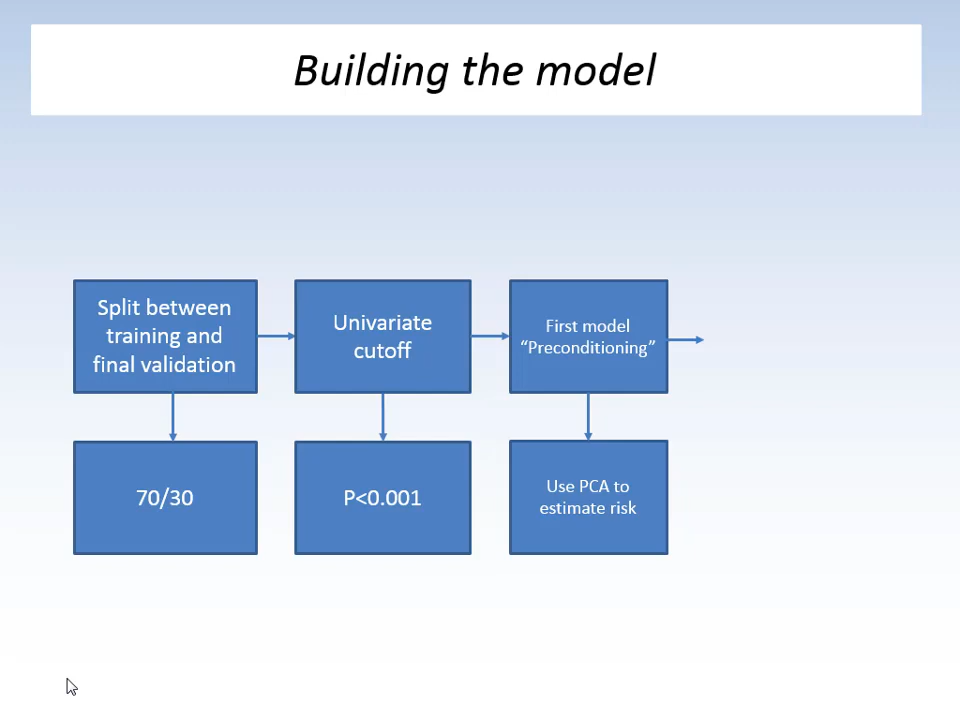 Building the model
Split between
training and
final validation
Univariate
cutoff
First model
“Preconditioning”
70/30
P<0.001
Use PCA to
estimate risk